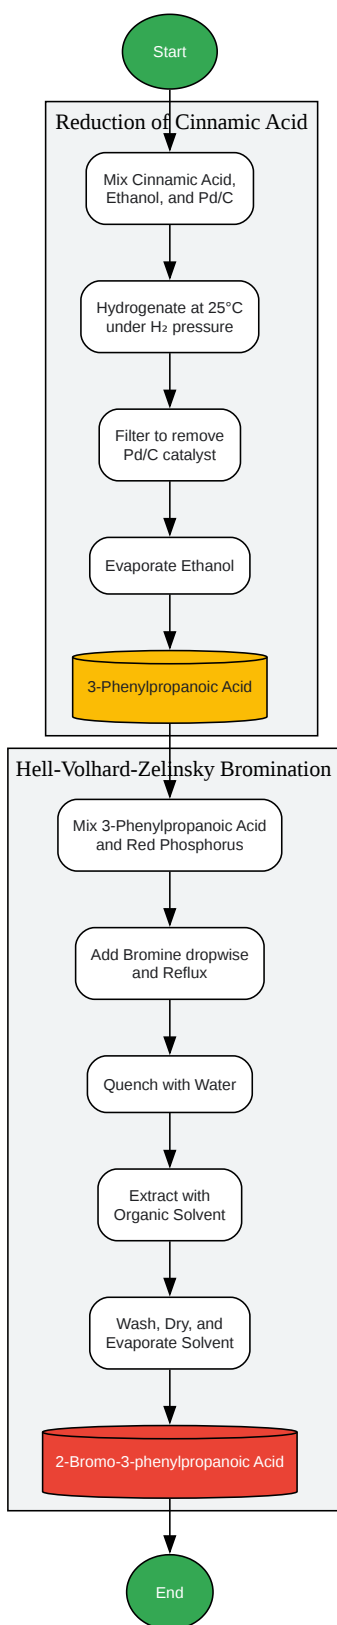 Start
Reduction of Cinnamic Acid
Mix Cinnamic Acid,
Ethanol, and Pd/C
Hydrogenate at 25°C
under H₂ pressure
Filter to remove
Pd/C catalyst
Evaporate Ethanol
3-Phenylpropanoic Acid
Hell-Volhard-Zelinsky Bromination
Mix 3-Phenylpropanoic Acid
and Red Phosphorus
Add Bromine dropwise
and Reflux
Quench with Water
Extract with
Organic Solvent
Wash, Dry, and
Evaporate Solvent
2-Bromo-3-phenylpropanoic Acid
End